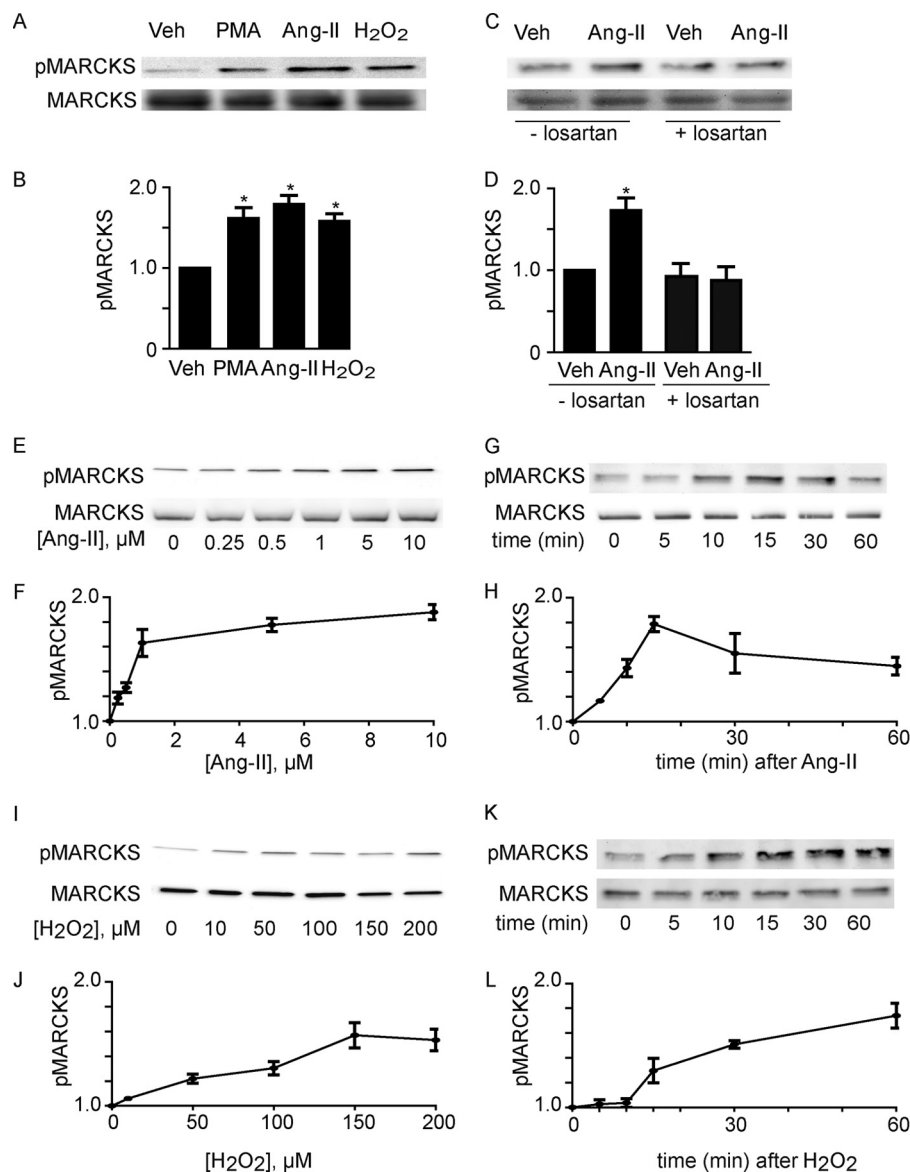 A
Veh PMA Ang-II H2O2
pMARCKS
MARCKS
C
Veh Ang-II Veh Ang-II
- losartan + losartan
B
pMARCKS
2.0
1.0
0
* * *
Veh PMA Ang-II H2O2
D
pMARCKS
2.0
1.0
0
*
Veh Ang-II Veh Ang-II
- losartan + losartan
E
pMARCKS
MARCKS
[Ang-II], µM 0 0.25 0.5 1 5 10
G
pMARCKS
MARCKS
time (min) 0 5 10 15 30 60
F
pMARCKS
2.0
1.0
0 2 4 6 8 10
[Ang-II], µM
H
pMARCKS
2.0
1.0
0 30 60
time (min) after Ang-II
I
pMARCKS
MARCKS
[H2O2], µM 0 10 50 100 150 200
K
pMARCKS
MARCKS
time (min) 0 5 10 15 30 60
J
pMARCKS
2.0
1.0
0 50 100 150 200
[H2O2], µM
L
pMARCKS
2.0
1.0
0 30 60
time (min) after H2O2